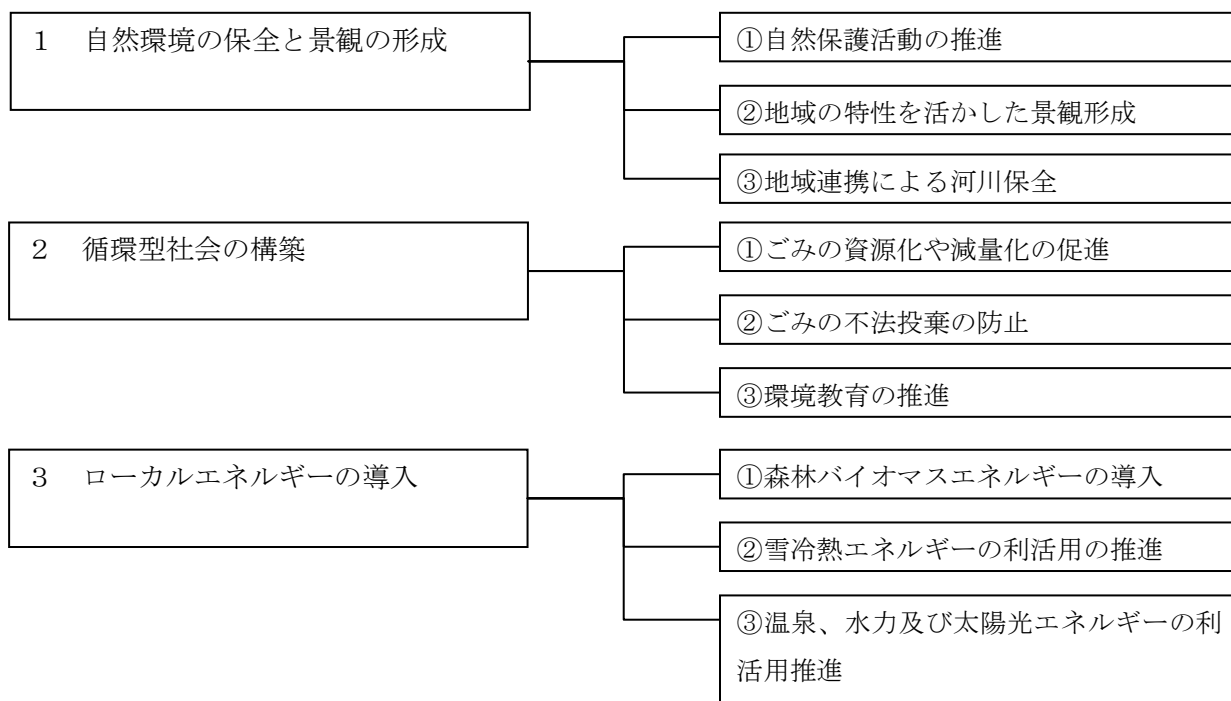 １　自然環境の保全と景観の形成
①自然保護活動の推進
②地域の特性を活かした景観形成
③地域連携による河川保全
２　循環型社会の構築
①ごみの資源化や減量化の促進
②ごみの不法投棄の防止
③環境教育の推進
３　ローカルエネルギーの導入
①森林バイオマスエネルギーの導入
②雪冷熱エネルギーの利活用の推進
③温泉、水力及び太陽光エネルギーの利
活用推進